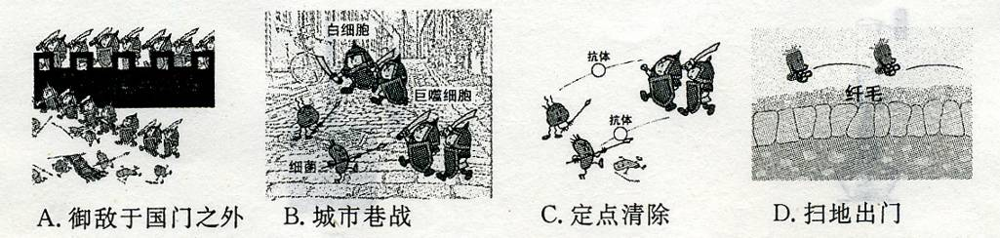 白细胞
巨噬细胞
细菌
抗体
抗体
纤毛
A. 御敌于国门之外
B. 城市巷战
C. 定点清除
D. 扫地出门